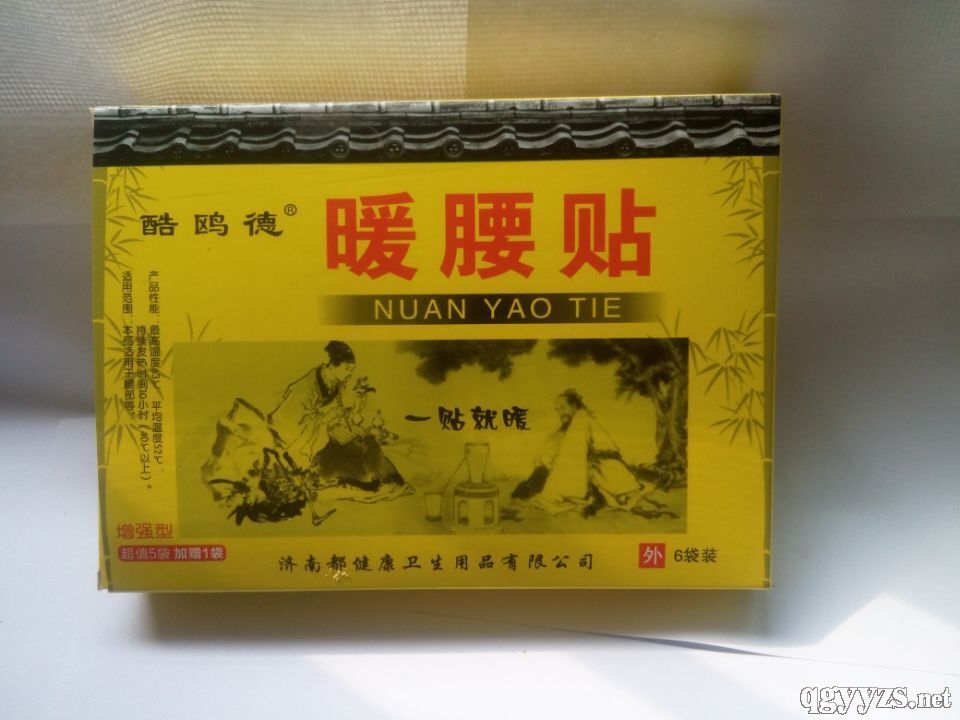 酷鸥德®
暖腰贴
NUAN YAO TIE
产品性能：最高温度63℃，平均温度52℃，
持续发热时间40小时（40℃以上）。
适用范围：本品适用于腰部等。
一贴就暖
增强型
超值5袋 加赠1袋
济南都健康卫生用品有限公司
外 6袋装
qgyyzs.net